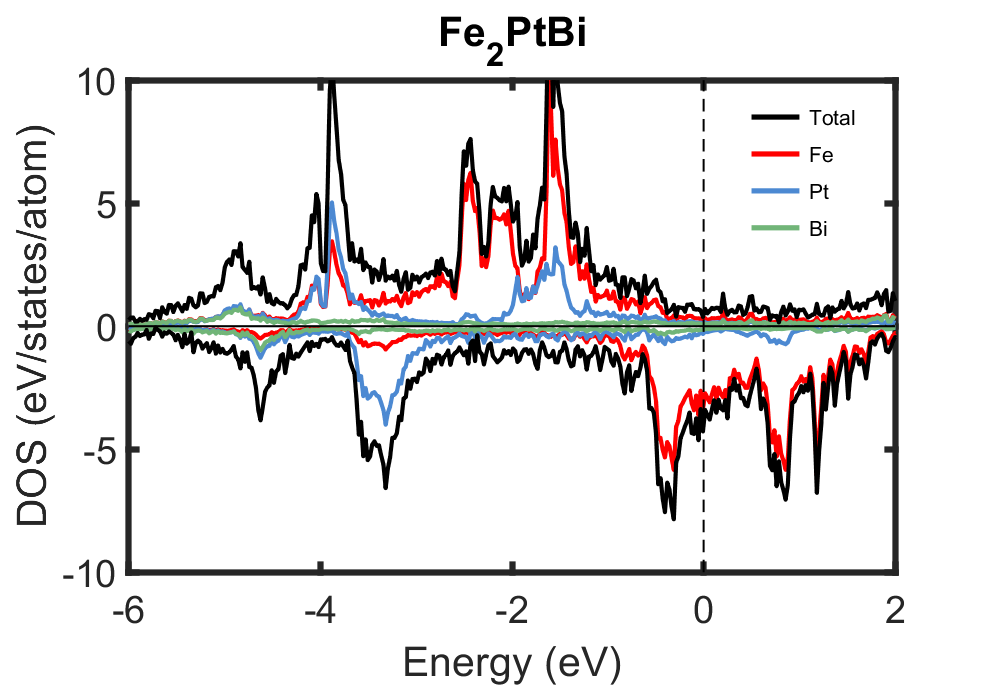 Fe2PtBi
10
5
0
-5
-10
DOS (eV/states/atom)
Total
Fe
Pt
Bi
-6 -4 -2 0 2
Energy (eV)